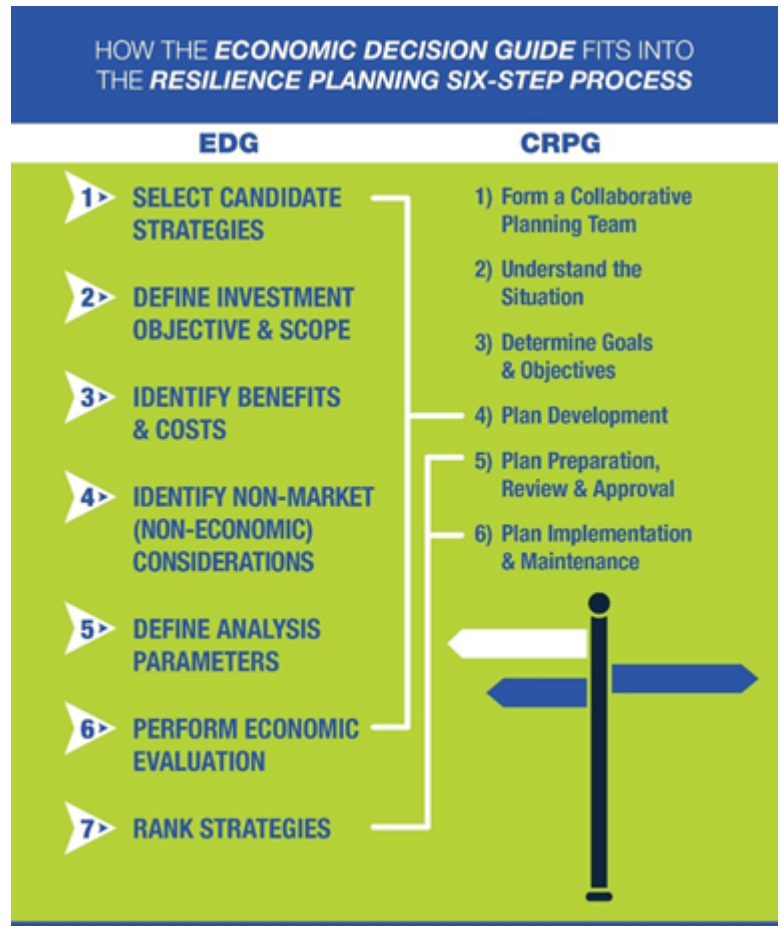 HOW THE ECONOMIC DECISION GUIDE FITS INTO
THE RESILIENCE PLANNING SIX-STEP PROCESS
EDG
1 SELECT CANDIDATE
STRATEGIES
2 DEFINE INVESTMENT
OBJECTIVE & SCOPE
3 IDENTIFY BENEFITS
& COSTS
4 IDENTIFY NON-MARKET
(NON-ECONOMIC)
CONSIDERATIONS
5 DEFINE ANALYSIS
PARAMETERS
6 PERFORM ECONOMIC
EVALUATION
7 RANK STRATEGIES
CRPG
1) Form a Collaborative
Planning Team
2) Understand the
Situation
3) Determine Goals
& Objectives
4) Plan Development
5) Plan Preparation,
Review & Approval
6) Plan Implementation
& Maintenance